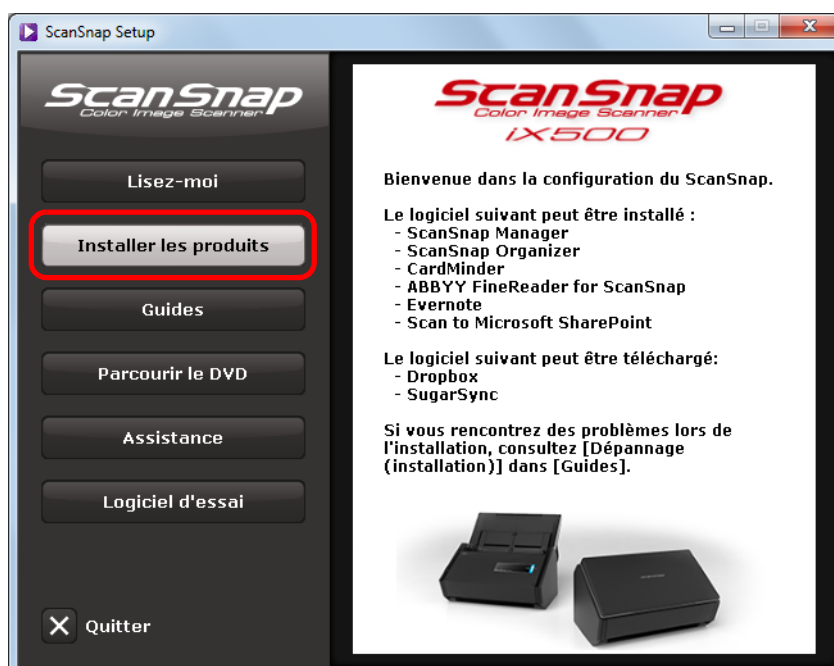 ScanSnap Setup
ScanSnap
Color Image Scanner
Lisez-moi
Installer les produits
Guides
Parcourir le DVD
Assistance
Logiciel d'essai
Quitter
ScanSnap
Color Image Scanner
iX500
Bienvenue dans la configuration du ScanSnap.
Le logiciel suivant peut être installé :
- ScanSnap Manager
- ScanSnap Organizer
- CardMinder
- ABBYY FineReader for ScanSnap
- Evernote
- Scan to Microsoft SharePoint
Le logiciel suivant peut être téléchargé:
- Dropbox
- SugarSync
Si vous rencontrez des problèmes lors de
l'installation, consultez [Dépannage
(installation)] dans [Guides].